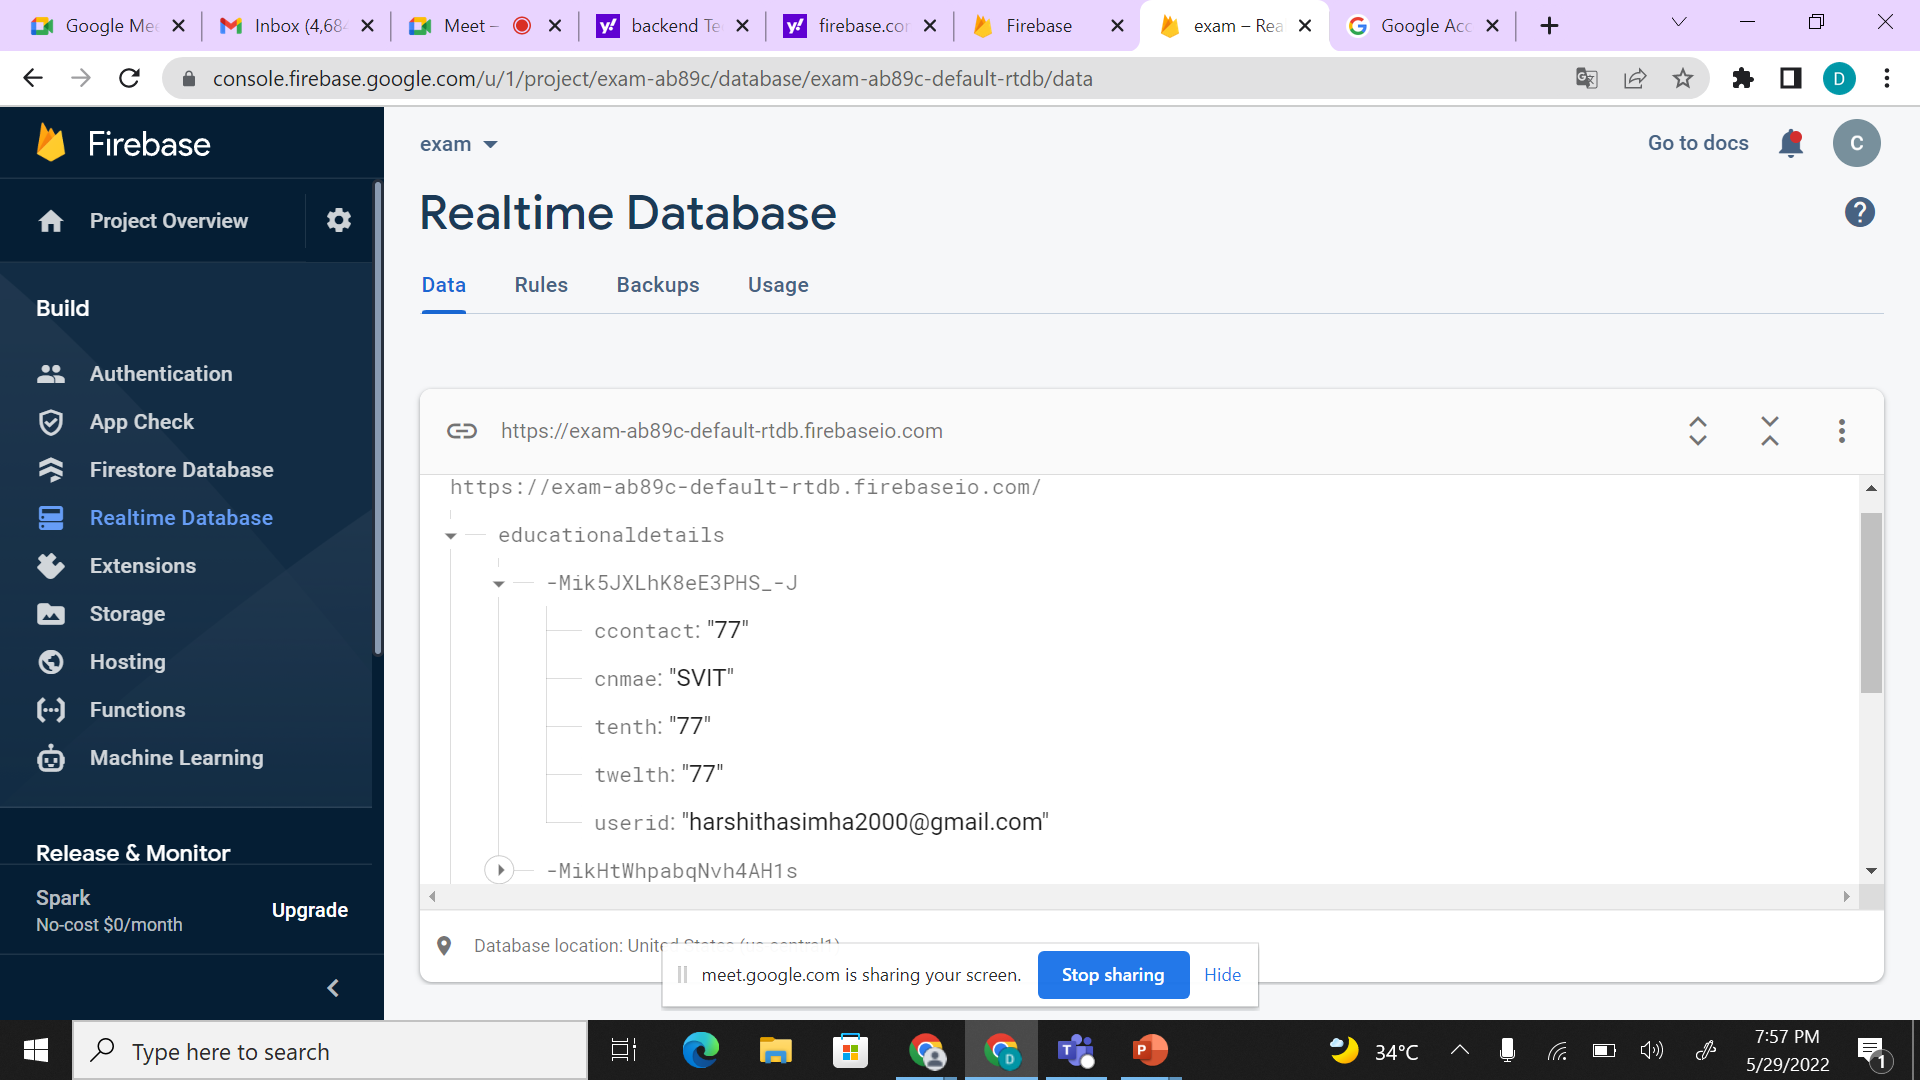 Google Me
Inbox (4,684
Meet –
backend Te
firebase.cor
Firebase
exam – Rea
Google Acc
console.firebase.google.com/u/1/project/exam-ab89c/database/exam-ab89c-default-rtdb/data
D
Firebase
exam
Go to docs
C
Project Overview
Realtime Database
?
Data
Rules
Backups
Usage
Build
Authentication
App Check
Firestore Database
Realtime Database
Extensions
Storage
Hosting
Functions
Machine Learning
Release & Monitor
Spark
No-cost $0/month
Upgrade
https://exam-ab89c-default-rtdb.firebaseio.com
https://exam-ab89c-default-rtdb.firebaseio.com/
educationaldetails
-Mik5JXLhK8eE3PHS_-J
ccontact: "77"
cnmae: "SVIT"
tenth: "77"
twelth: "77"
userid: "harshithasimha2000@gmail.com"
-MikHtWhpabqNvh4AH1s
Database location: United States (us-central1)
meet.google.com is sharing your screen.
Stop sharing
Hide
Type here to search
D
T
P
34°C
7:57 PM
5/29/2022
1